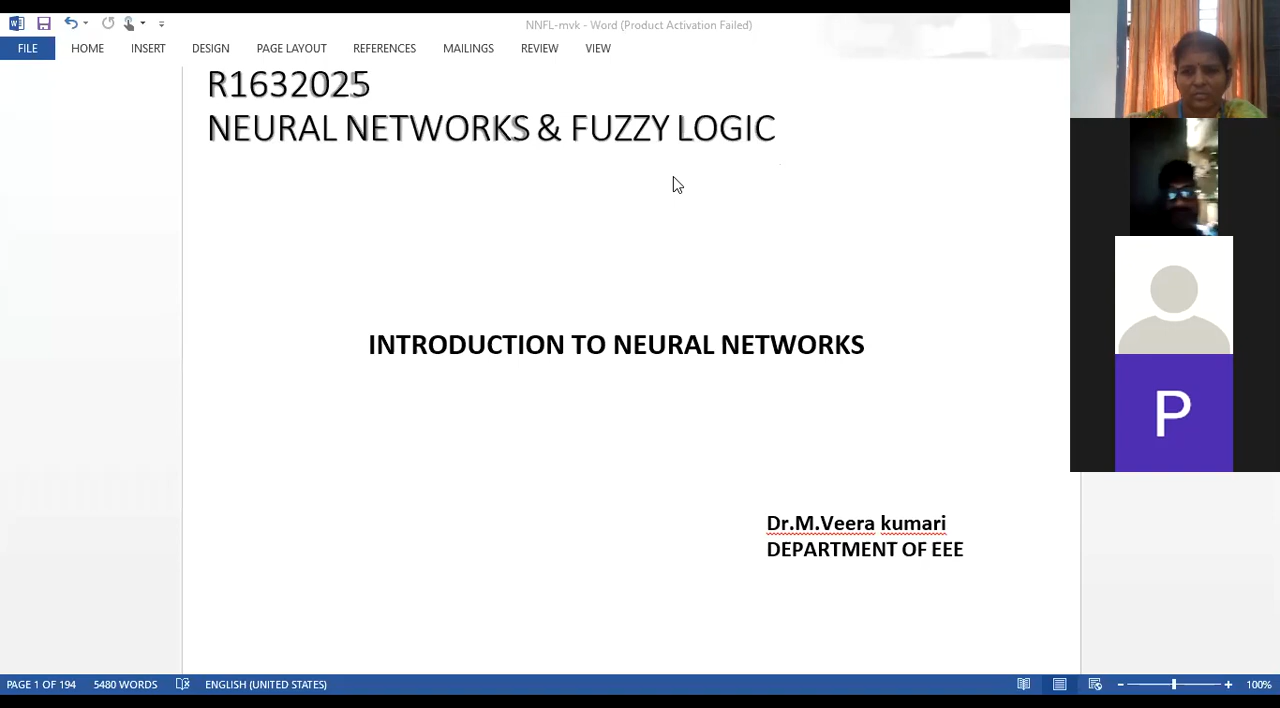 NNFL-mvk - Word (Product Activation Failed)
FILE HOME INSERT DESIGN PAGE LAYOUT REFERENCES MAILINGS REVIEW VIEW
R1632025
NEURAL NETWORKS & FUZZY LOGIC
INTRODUCTION TO NEURAL NETWORKS
P
Dr.M.Veera kumari
DEPARTMENT OF EEE
PAGE 1 OF 194 5480 WORDS ENGLISH (UNITED STATES) 100%